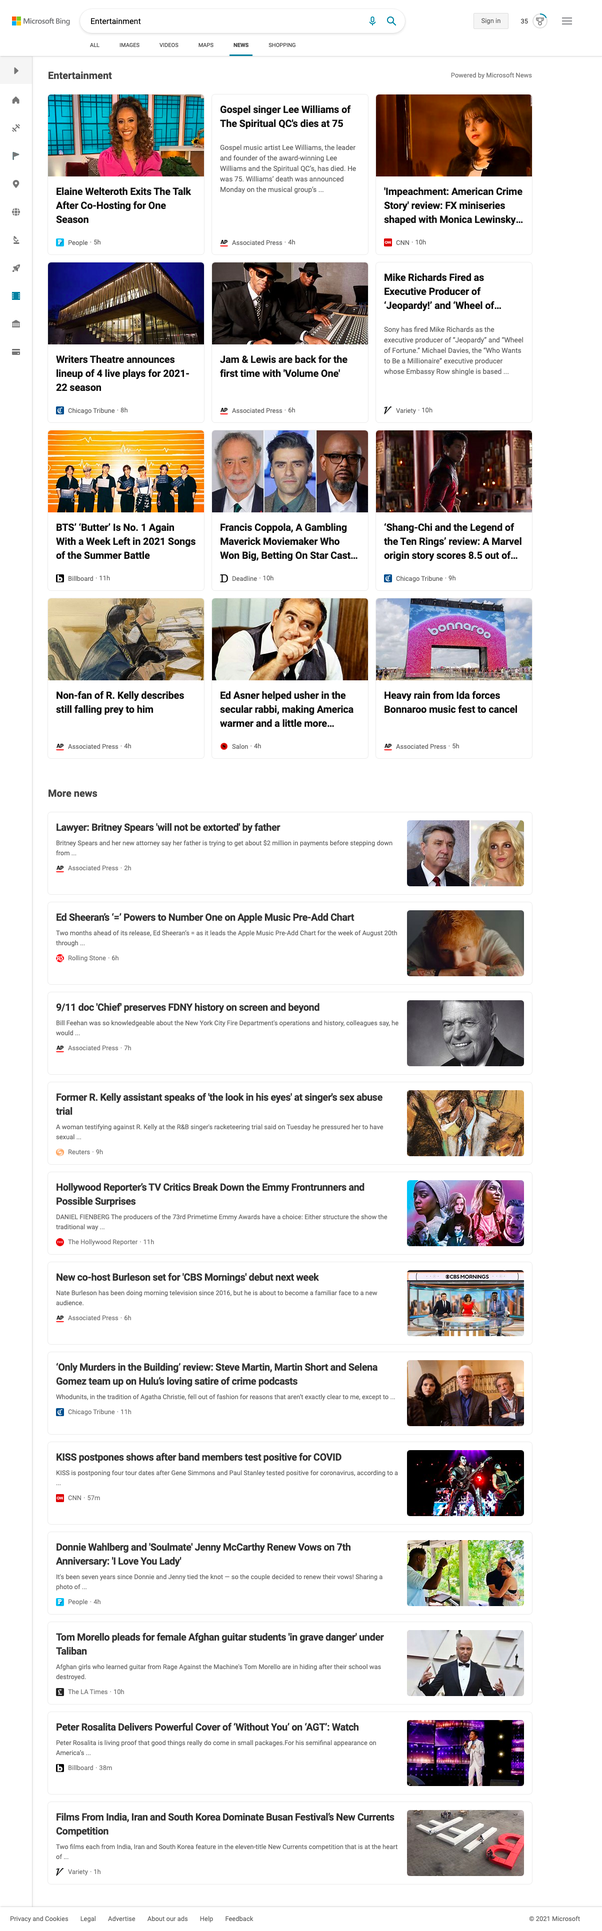 Microsoft Bing
Entertainment
Sign in
35
ALL
IMAGES
VIDEOS
MAPS
NEWS
SHOPPING
Entertainment
Powered by Microsoft News
Elaine Welteroth Exits The Talk
After Co-Hosting for One
Season
People · 5h
Gospel singer Lee Williams of
The Spiritual QC's dies at 75
Gospel music artist Lee Williams, the leader
and founder of the award-winning Lee
Williams and the Spiritual QC's, has died. He
was 75. Williams' death was announced
Monday on the musical group's ...
AP Associated Press · 4h
'Impeachment: American Crime
Story' review: FX miniseries
shaped with Monica Lewinsky...
CNN · 10h
Writers Theatre announces
lineup of 4 live plays for 2021-
22 season
Chicago Tribune · 8h
Jam & Lewis are back for the
first time with 'Volume One'
AP Associated Press · 6h
Mike Richards Fired as
Executive Producer of
‘Jeopardy!’ and ‘Wheel of...
Sony has fired Mike Richards as the
executive producer of “Jeopardy” and “Wheel
of Fortune.” Michael Davies, the “Who Wants
to Be a Millionaire” executive producer
whose Embassy Row shingle is based ...
Variety · 10h
BTS’ ‘Butter’ Is No. 1 Again
With a Week Left in 2021 Songs
of the Summer Battle
Billboard · 11h
Francis Coppola, A Gambling
Maverick Moviemaker Who
Won Big, Betting On Star Cast...
Deadline · 10h
‘Shang-Chi and the Legend of
the Ten Rings’ review: A Marvel
origin story scores 8.5 out of...
Chicago Tribune · 9h
Non-fan of R. Kelly describes
still falling prey to him
AP Associated Press · 4h
Ed Asner helped usher in the
secular rabbi, making America
warmer and a little more...
Salon · 4h
bonnaroo
Heavy rain from Ida forces
Bonnaroo music fest to cancel
AP Associated Press · 5h
More news
Lawyer: Britney Spears 'will not be extorted' by father
Britney Spears and her new attorney say her father is trying to get about $2 million in payments before stepping down
from ...
AP Associated Press · 2h
Ed Sheeran’s ‘=’ Powers to Number One on Apple Music Pre-Add Chart
Two months ahead of its release, Ed Sheeran’s = as it leads the Apple Music Pre-Add Chart for the week of August 20th
through ...
Rolling Stone · 6h
9/11 doc 'Chief' preserves FDNY history on screen and beyond
Bill Feehan was so knowledgeable about the New York City Fire Department's operations and history, colleagues say, he
would ...
AP Associated Press · 7h
Former R. Kelly assistant speaks of 'the look in his eyes' at singer's sex abuse
trial
A woman testifying against R. Kelly at the R&B singer's racketeering trial said on Tuesday he pressured her to have
sexual ...
Reuters · 9h
Hollywood Reporter’s TV Critics Break Down the Emmy Frontrunners and
Possible Surprises
DANIEL FIENBERG The producers of the 73rd Primetime Emmy Awards have a choice: Either structure the show the
traditional way ...
The Hollywood Reporter · 11h
New co-host Burleson set for 'CBS Mornings' debut next week
Nate Burleson has been doing morning television since 2016, but he is about to become a familiar face to a new
audience.
AP Associated Press · 6h
CBS MORNINGS
‘Only Murders in the Building’ review: Steve Martin, Martin Short and Selena
Gomez team up on Hulu’s loving satire of crime podcasts
Whodunits, in the tradition of Agatha Christie, fell out of fashion for reasons that aren't exactly clear to me, except to ...
Chicago Tribune · 11h
KISS postpones shows after band members test positive for COVID
KISS is postponing four tour dates after Gene Simmons and Paul Stanley tested positive for coronavirus, according to a
...
CNN · 57m
Donnie Wahlberg and 'Soulmate' Jenny McCarthy Renew Vows on 7th
Anniversary: 'I Love You Lady'
It's been seven years since Donnie and Jenny tied the knot — so the couple decided to renew their vows! Sharing a
photo of ...
People · 4h
Tom Morello pleads for female Afghan guitar students 'in grave danger' under
Taliban
Afghan girls who learned guitar from Rage Against the Machine's Tom Morello are in hiding after their school was
destroyed.
The LA Times · 10h
Peter Rosalita Delivers Powerful Cover of ‘Without You’ on ‘AGT’: Watch
Peter Rosalita is living proof that good things really do come in small packages.For his semifinal appearance on
America's ...
Billboard · 38m
Films From India, Iran and South Korea Dominate Busan Festival’s New Currents
Competition
Two films each from India, Iran and South Korea feature in the eleven-title New Currents competition that is at the heart
of ...
Variety · 1h
BIFF
Privacy and Cookies
Legal
Advertise
About our ads
Help
Feedback
© 2021 Microsoft